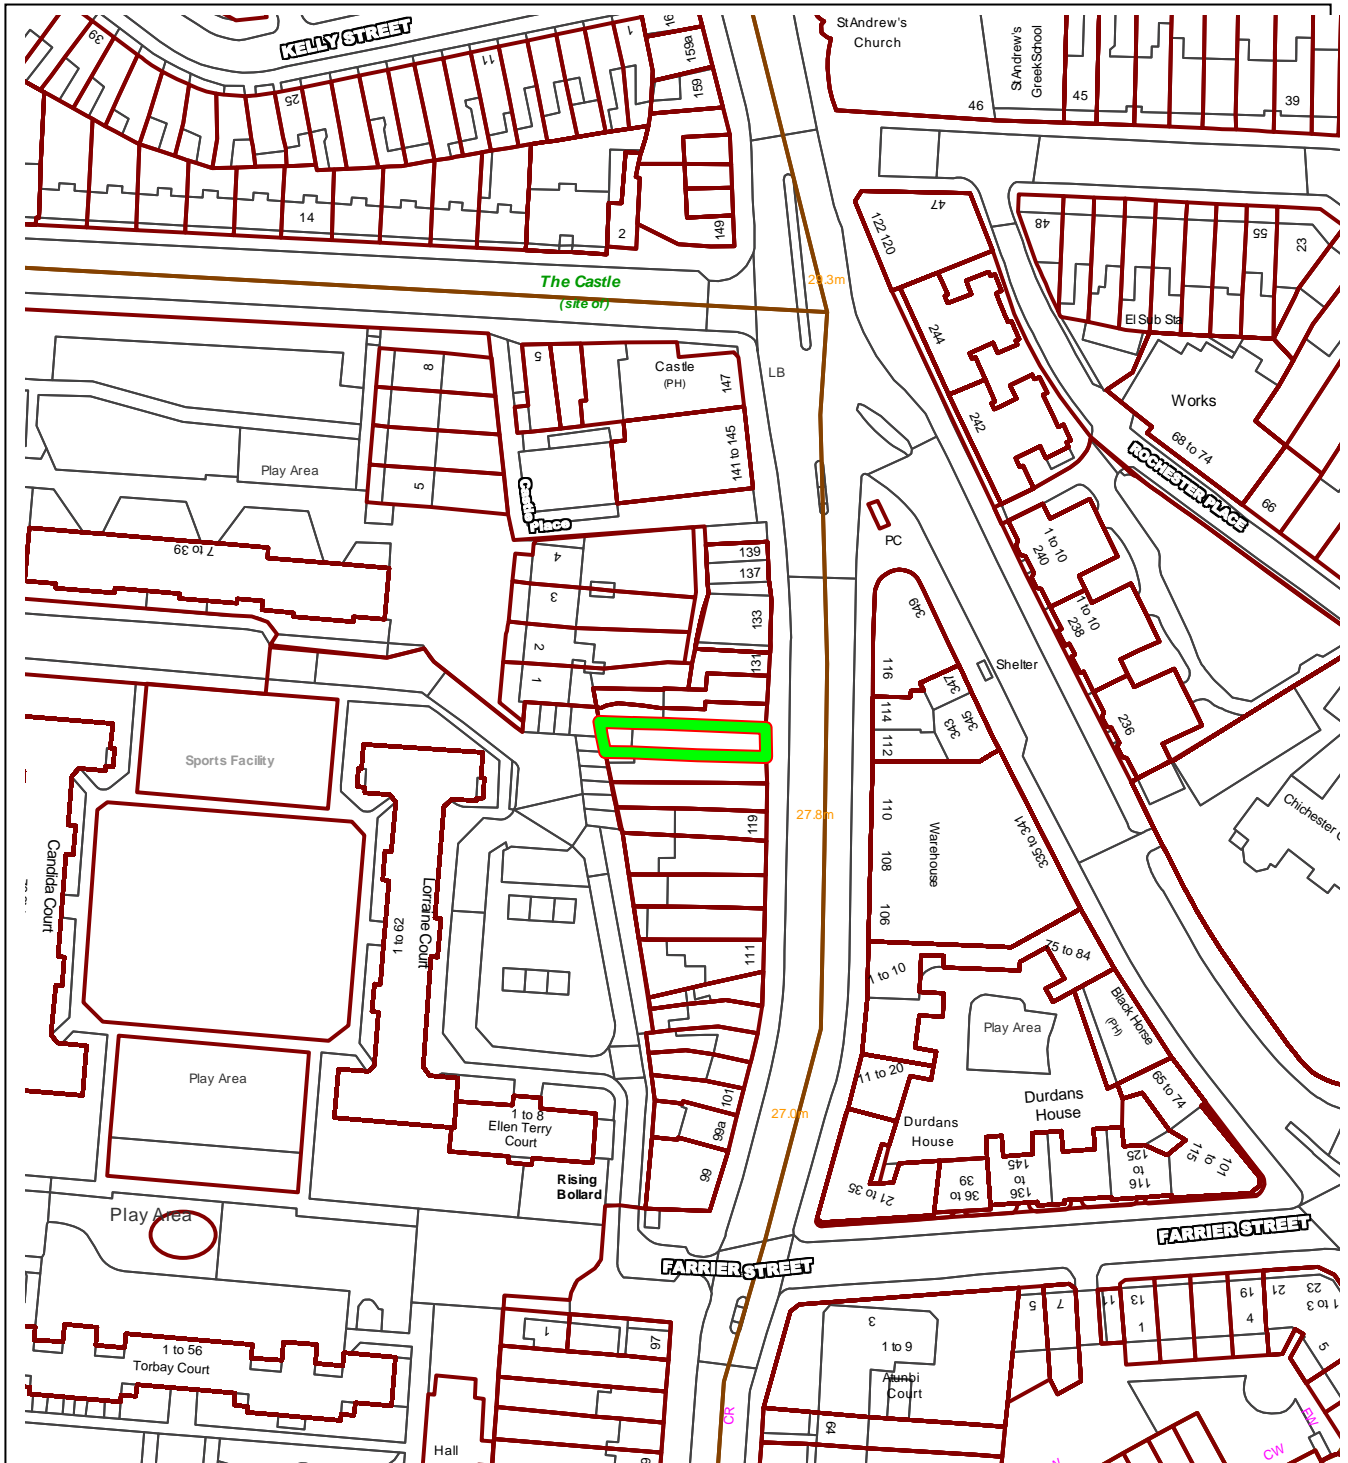 KELLY STREET
39
25
11
1
16
159a
159
149
14
2
StAndrew's
Church
StAndrew's
GreekSchool
46
45
39
47
122 120
48
55
23
El Sub Sta
The Castle
(site of)
29.3m
244
242
Works
68 to 74
66
ROCHESTER PLACE
LB
Castle
(PH)
147
141 to 145
5
8
5
Play Area
Castle
Place
7 to 39
4
3
2
1
139
137
133
131
PC
1 to 10
240
1 to 10
238
236
349
Shelter
116
347
345
343
114
112
110
108
106
Warehouse
335 to 341
Chichester
Sports Facility
Candida Court
Lorraine Court
1 to 62
119
111
27.8m
75 to 84
1 to 10
Black Horse
(PH)
Play Area
11 to 20
65 to 74
Durdans
House
Durdans
House
Play Area
1 to 8
Ellen Terry
Court
101
99a
99
27.0m
Rising
Bollard
21 to 35
36 to
39
145
to
136
125
to
116
101
to
115
Play Area
FARRIER STREET
FARRIER STREET
1 to 56
Torbay Court
1
97
Hall
CR
3
1 to 9
Atunbi
Court
64
5
7
11
13
1
19
4
21
23
1 to 3
5
FW
CW